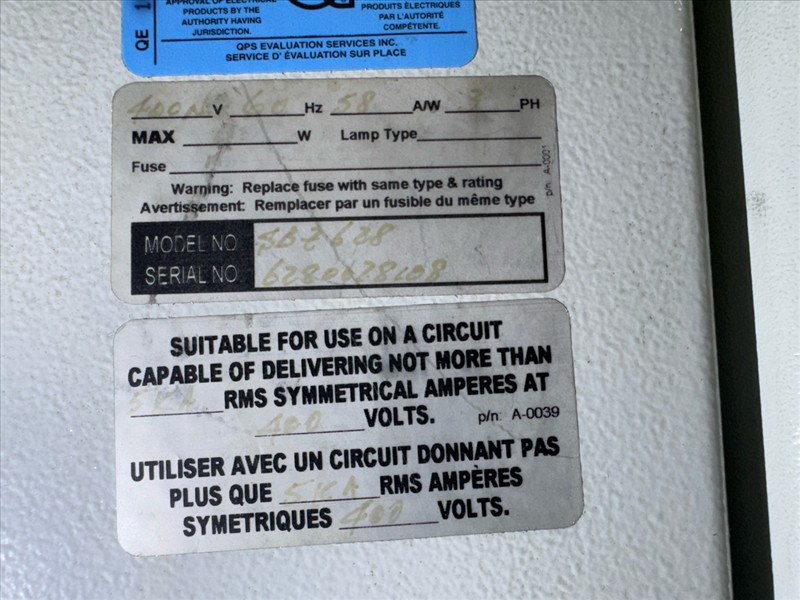 APPROVAL OF ELECTRICAL
PRODUCTS BY THE
AUTHORITY HAVING
JURISDICTION.
PRODUITS ÉLECTRIQUES
PAR L'AUTORITÉ
COMPÉTENTE.
QE
QPS EVALUATION SERVICES INC.
SERVICE D' ÉVALUATION SUR PLACE
V 60 Hz 58 A/W 3 PH
MAX W Lamp Type
Fuse
Warning: Replace fuse with same type & rating
Avertissement: Remplacer par un fusible du même type
p/n: A-0001
MODEL NO
SERIAL NO
SUITABLE FOR USE ON A CIRCUIT
CAPABLE OF DELIVERING NOT MORE THAN
5KA RMS SYMMETRICAL AMPERES AT
400 VOLTS. p/n: A-0039
UTILISER AVEC UN CIRCUIT DONNANT PAS
PLUS QUE 5KA RMS AMPÈRES
SYMETRIQUES 400 VOLTS.